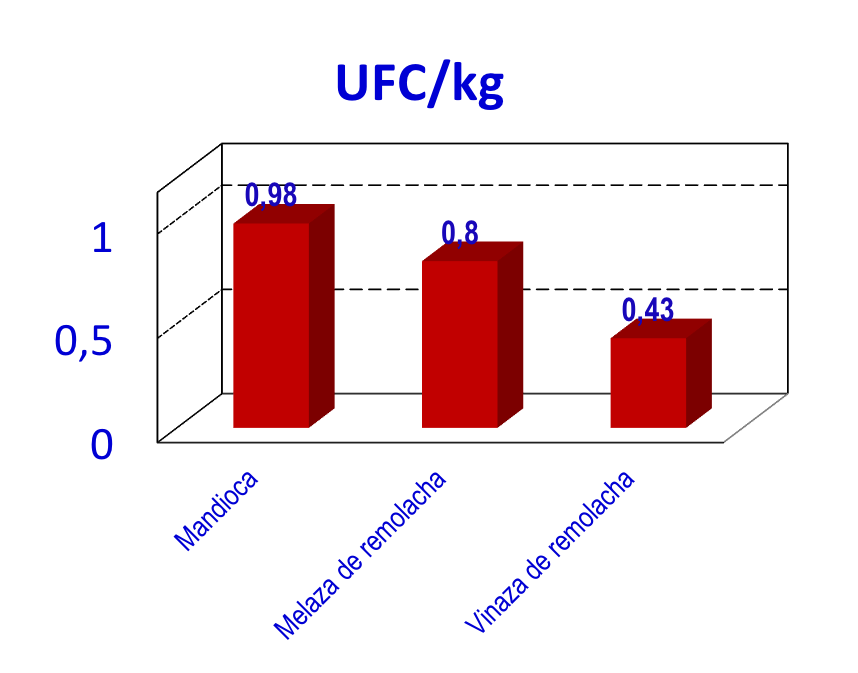 UFC/kg
0,98
0,8
0,43
1
0,5
0
Mandioca
Melaza de remolacha
Vinaza de remolacha